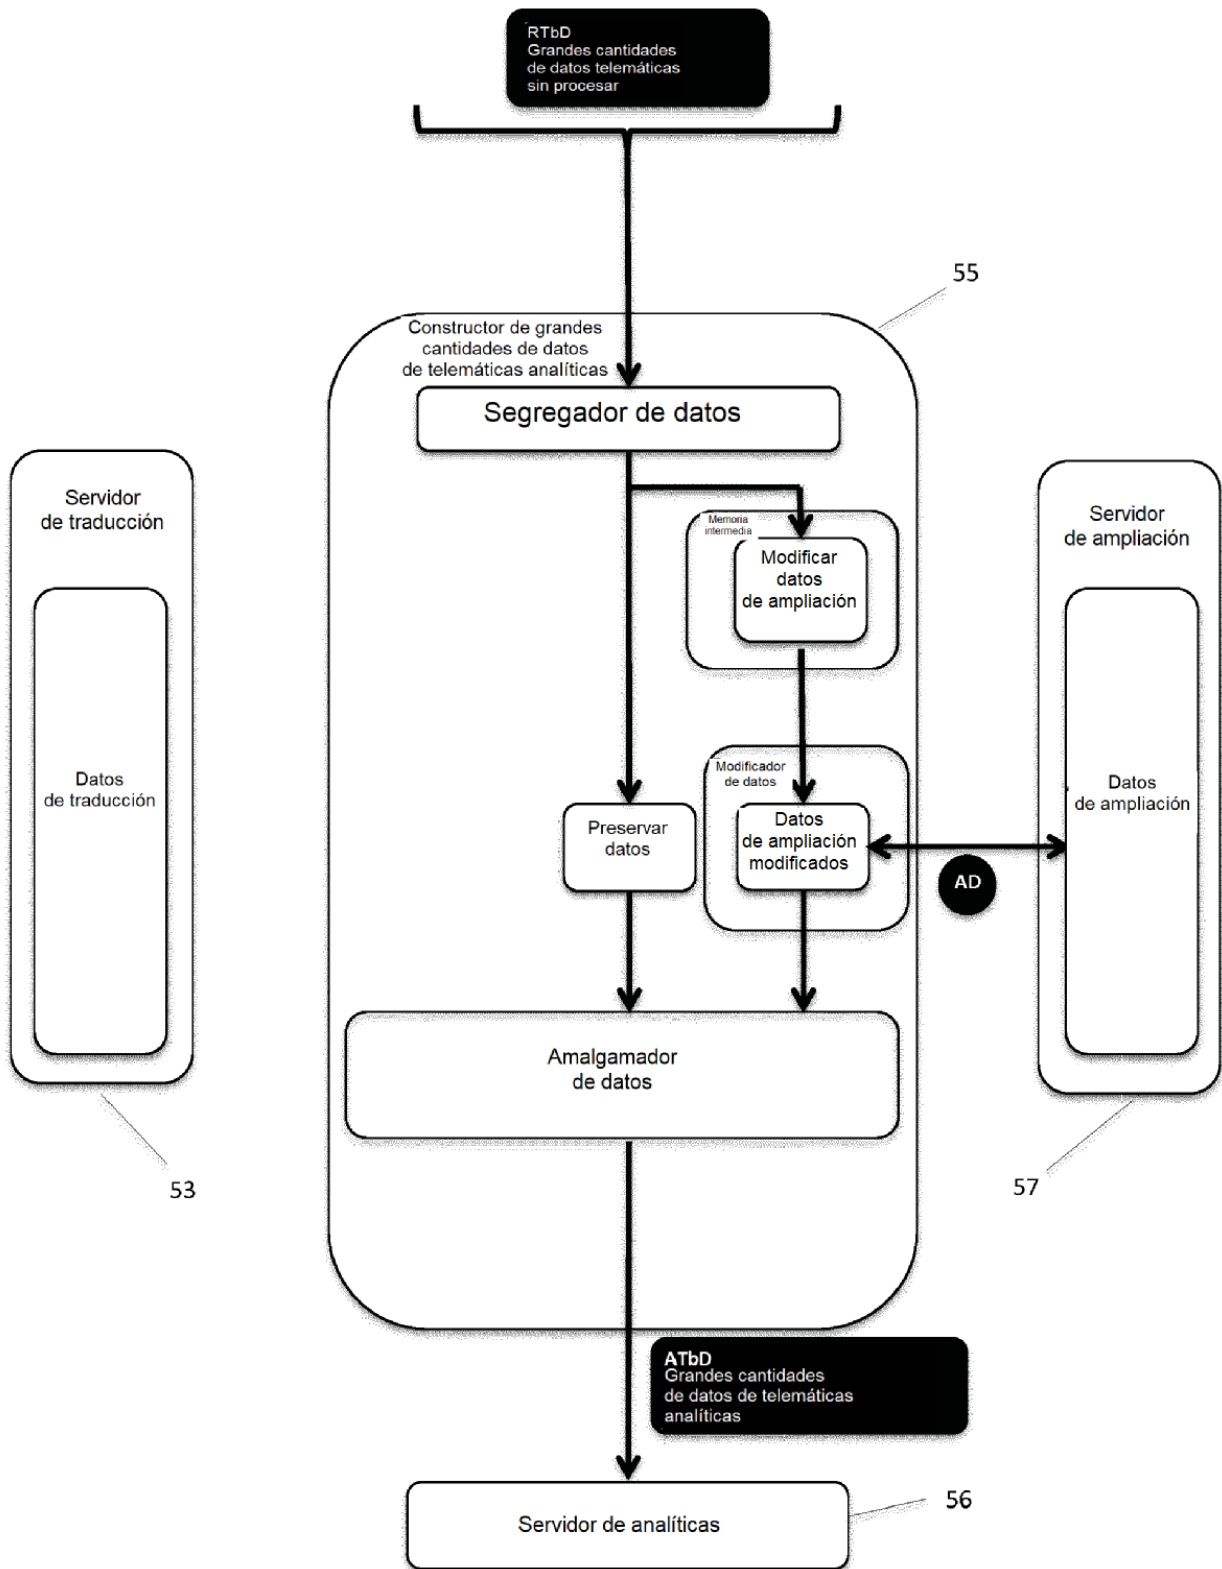 RTbD
Grandes cantidades
de datos telemáticas
sin procesar
55
Constructor de grandes
cantidades de datos
de telemáticas analíticas
Segregador de datos
Servidor
de traducción
Memoria
intermedia
Modificar
datos
de ampliación
Servidor
de ampliación
Datos
de traducción
Modificador
de datos
Preservar
datos
Datos
de ampliación
modificados
AD
Datos
de ampliación
Amalgamador
de datos
53
57
ATbD
Grandes cantidades
de datos de telemáticas
analíticas
Servidor de analíticas
56